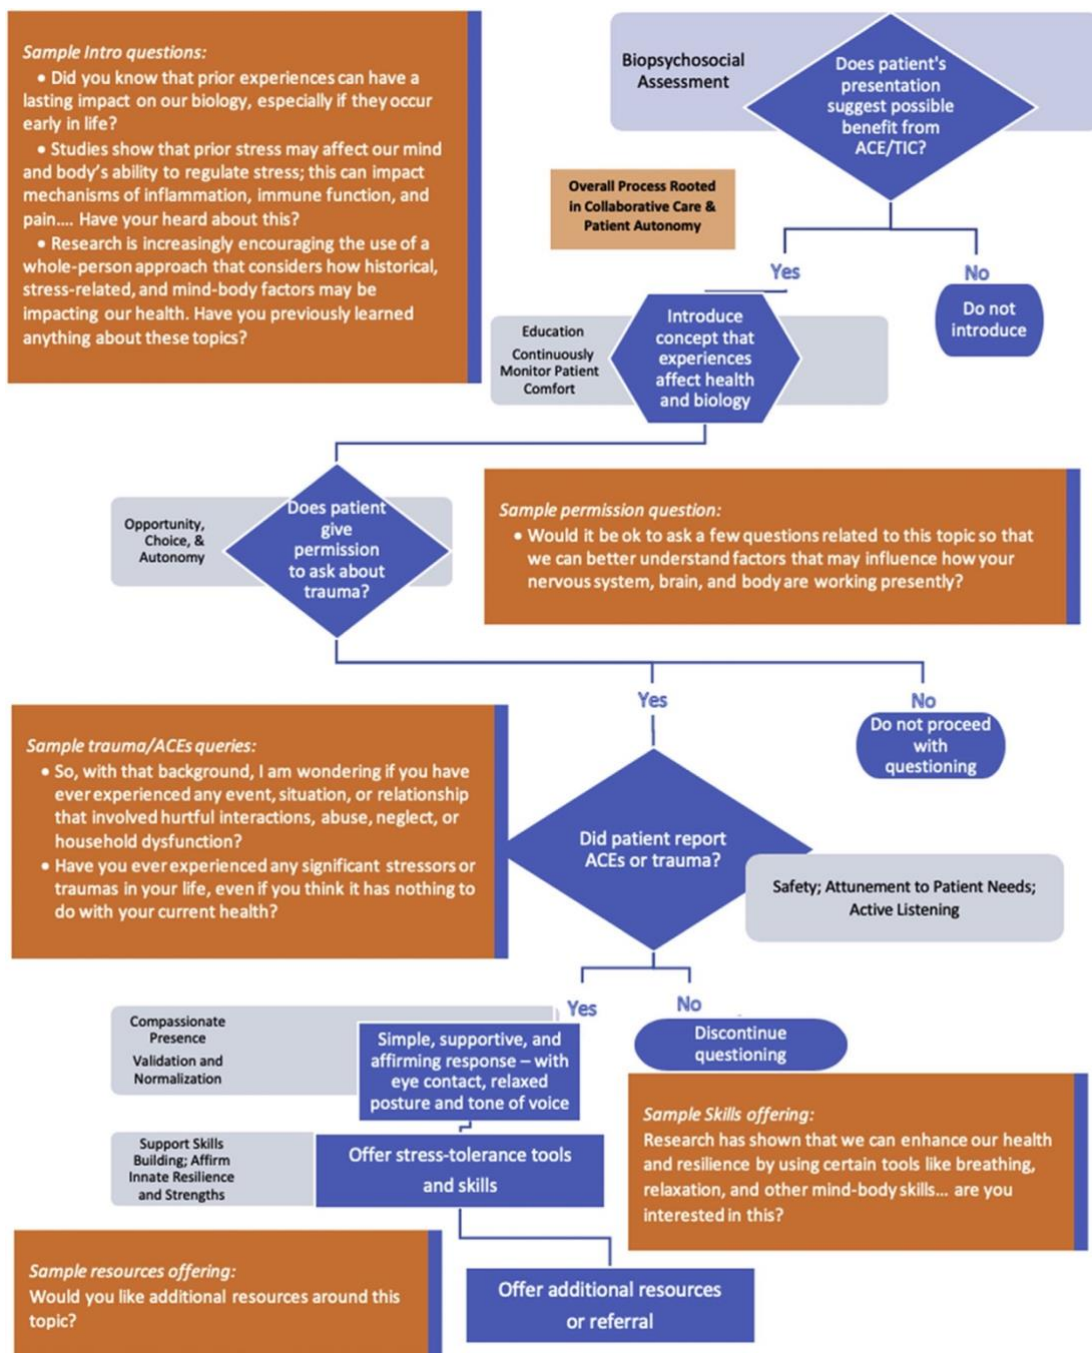 Sample Intro questions:
• Did you know that prior experiences can have a
lasting impact on our biology, especially if they occur
early in life?
• Studies show that prior stress may affect our mind
and body's ability to regulate stress; this can impact
mechanisms of inflammation, immune function, and
pain.... Have your heard about this?
• Research is increasingly encouraging the use of a
whole-person approach that considers how historical,
stress-related, and mind-body factors may be
impacting our health. Have you previously learned
anything about these topics?
Biopsychosocial
Assessment
Does patient's
presentation
suggest possible
benefit from
ACE/TIC?
Overall Process Rooted
in Collaborative Care &
Patient Autonomy
Yes
No
Do not
introduce
Education
Continuously
Monitor Patient
Comfort
Introduce
concept that
experiences
affect health
and biology
Opportunity,
Choice, &
Autonomy
Does patient
give
permission
to ask about
trauma?
Sample permission question:
• Would it be ok to ask a few questions related to this topic so that
we can better understand factors that may influence how your
nervous system, brain, and body are working presently?
Yes
No
Do not proceed
with
questioning
Sample trauma/ACEs queries:
• So, with that background, I am wondering if you have
ever experienced any event, situation, or relationship
that involved hurtful interactions, abuse, neglect, or
household dysfunction?
• Have you ever experienced any significant stressors or
traumas in your life, even if you think it has nothing to
do with your current health?
Did patient report
ACEs or trauma?
Safety; Attunement to Patient Needs;
Active Listening
Yes
No
Discontinue
questioning
Compassionate
Presence
Validation and
Normalization
Simple, supportive, and
affirming response – with
eye contact, relaxed
posture and tone of voice
Sample Skills offering:
Research has shown that we can enhance our health
and resilience by using certain tools like breathing,
relaxation, and other mind-body skills... are you
interested in this?
Support Skills
Building; Affirm
Innate Resilience
and Strengths
Offer stress-tolerance tools
and skills
Sample resources offering:
Would you like additional resources around this
topic?
Offer additional resources
or referral